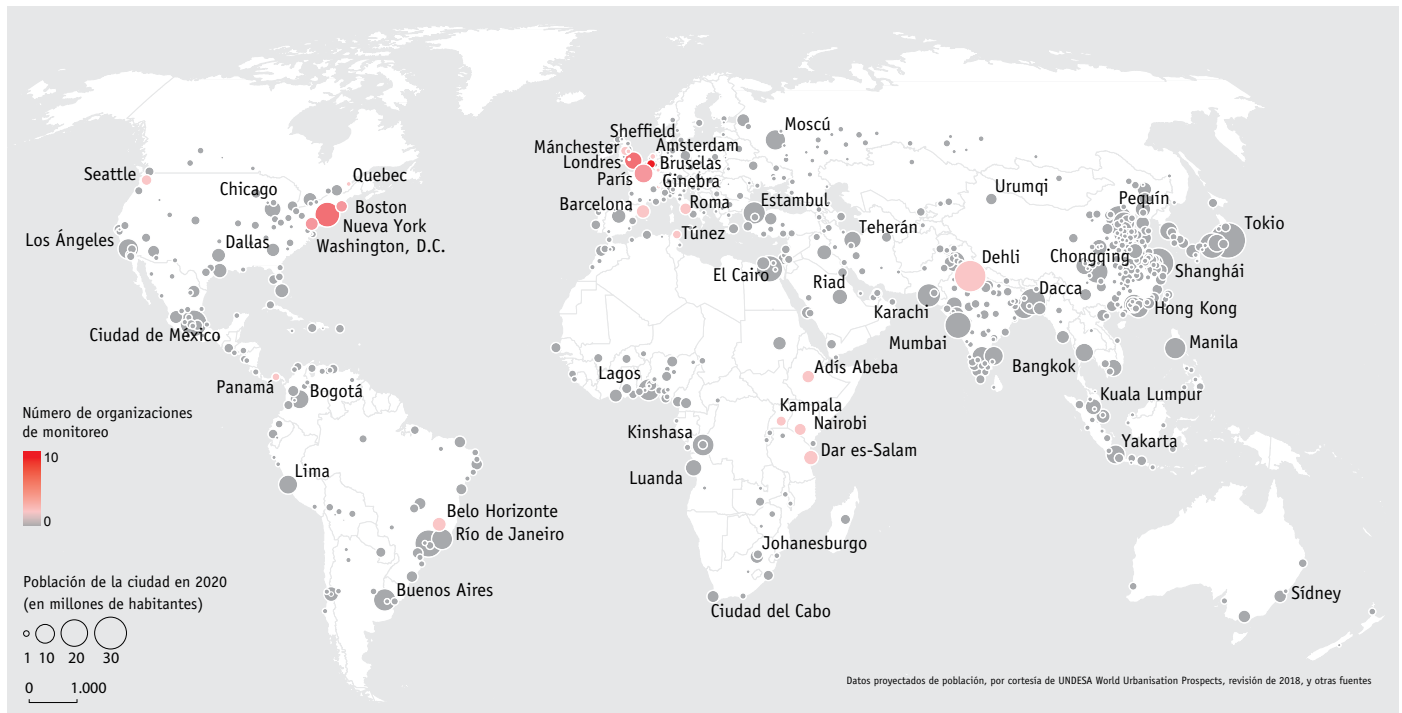 Sheffield
Mánchester
Amsterdam
Londres
Bruselas
París
Ginebra
Moscú
Seattle
Quebec
Chicago
Boston
Nueva York
Washington, D.C.
Los Ángeles
Dallas
Barcelona
Roma
Estambul
Túnez
Teherán
Urumqi
Pequín
Tokio
El Cairo
Riad
Dehli
Chongqing
Shanghái
Karachi
Dacca
Hong Kong
Ciudad de México
Mumbai
Bangkok
Manila
Panamá
Bogotá
Lagos
Adís Abeba
Kuala Lumpur
Kampala
Nairobi
Kinshasa
Dar es-Salam
Yakarta
Luanda
Lima
Belo Horizonte
Río de Janeiro
Johanesburgo
Buenos Aires
Ciudad del Cabo
Sídney
Número de organizaciones
de monitoreo
10
0
Población de la ciudad en 2020
(en millones de habitantes)
1 10 20 30
0 1.000
Datos proyectados de población, por cortesía de UNDESA World Urbanisation Prospects, revisión de 2018, y otras fuentes